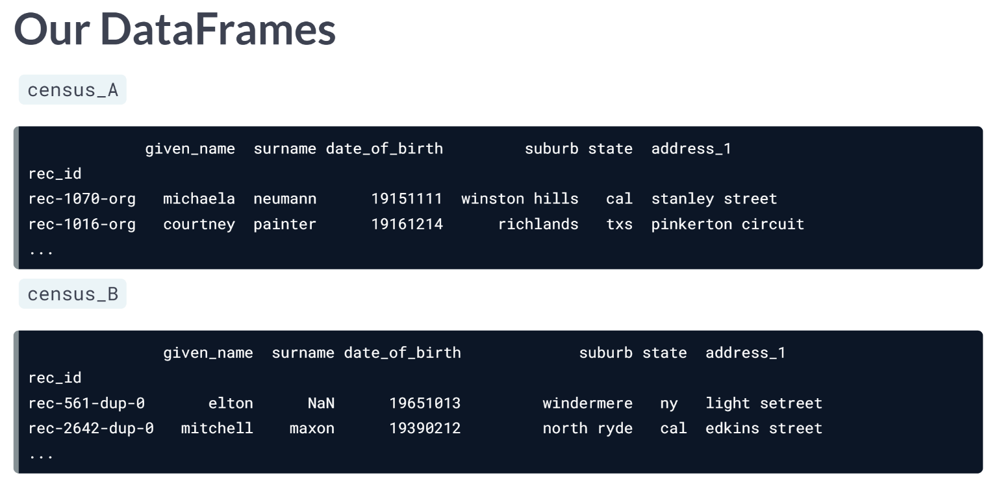 Our DataFrames
census_A
given_name surname date_of_birth suburb state address_1
rec_id
rec-1070-org michaela neumann 19151111 winston hills cal stanley street
rec-1016-org courtney painter 19161214 richlands txs pinkerton circuit
...
census_B
given_name surname date_of_birth suburb state address_1
rec_id
rec-561-dup-0 elton NaN 19651013 windermere ny light setreet
rec-2642-dup-0 mitchell maxon 19390212 north ryde cal edkins street
...